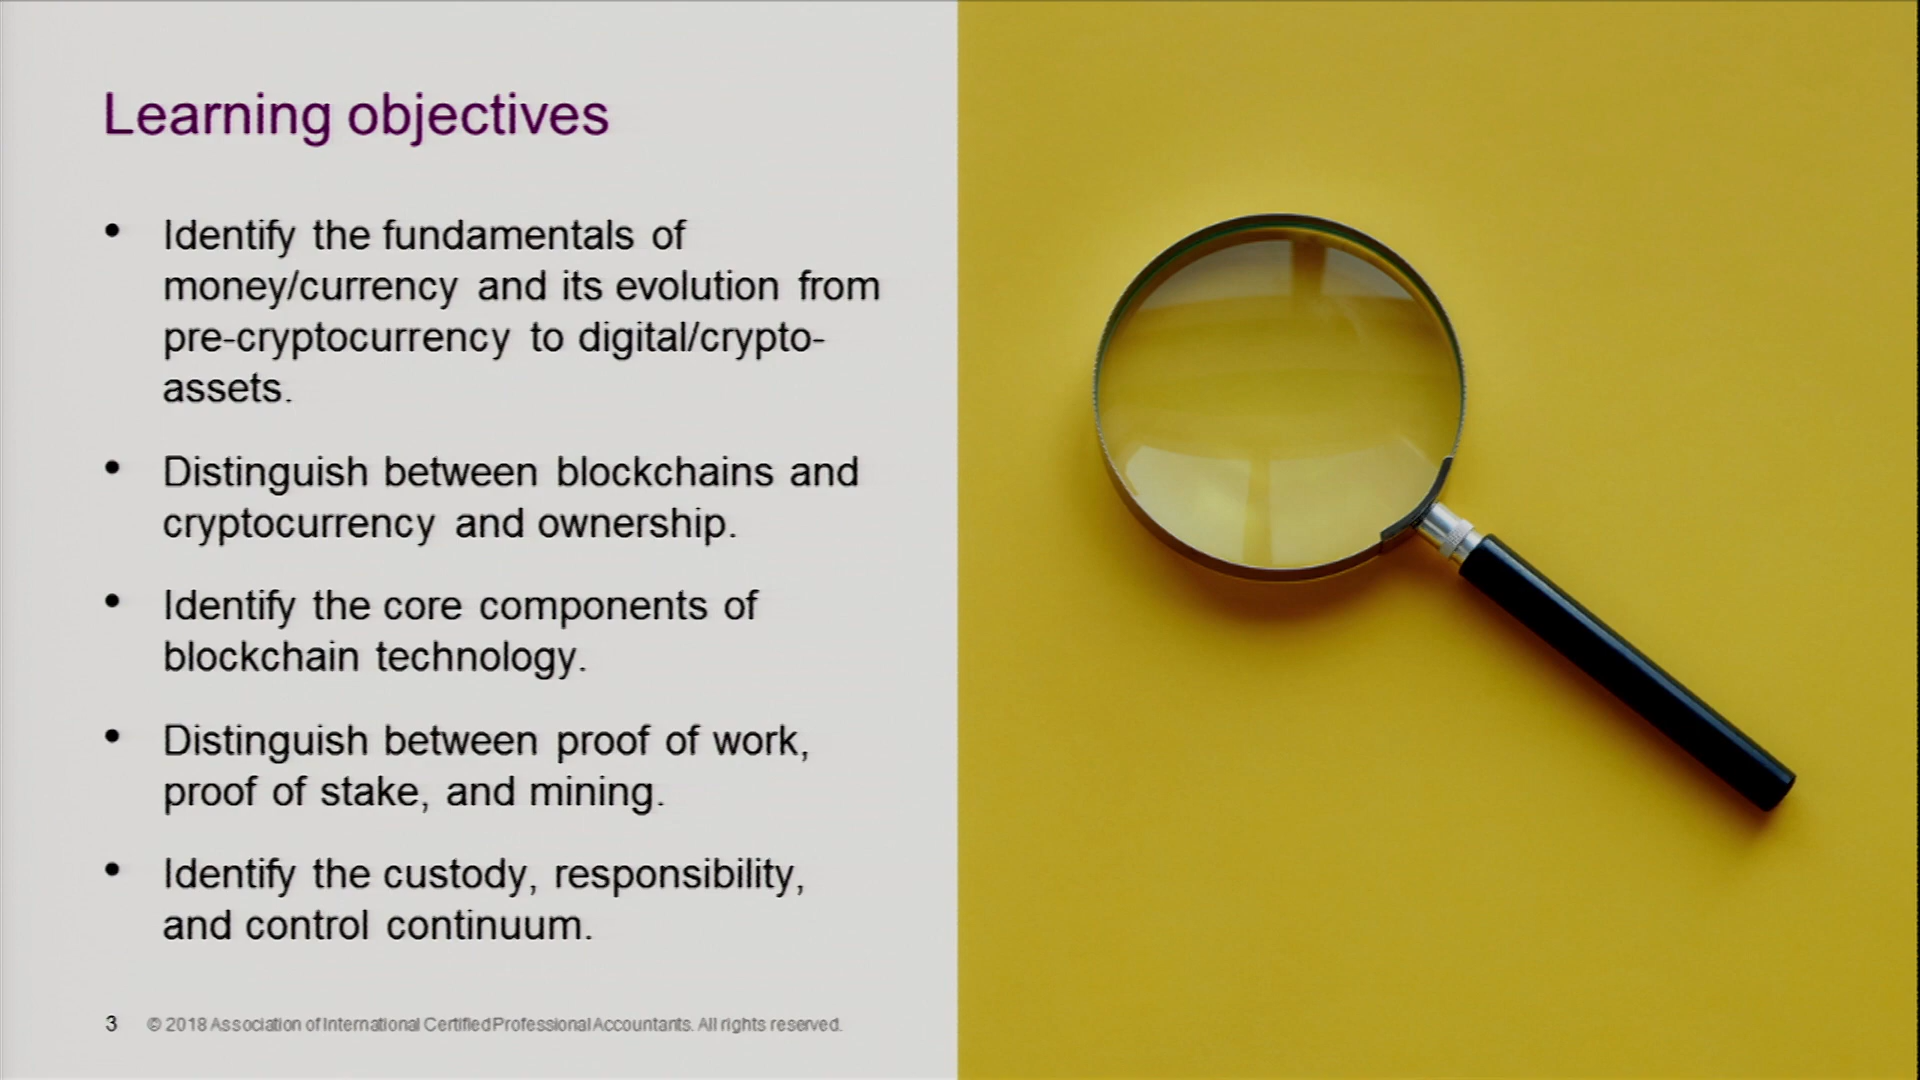 Learning objectives
• Identify the fundamentals of
money/currency and its evolution from
pre-cryptocurrency to digital/crypto-
assets.
• Distinguish between blockchains and
cryptocurrency and ownership.
• Identify the core components of
blockchain technology.
• Distinguish between proof of work,
proof of stake, and mining.
• Identify the custody, responsibility,
and control continuum.
3 © 2018 Association of International Certified Professional Accountants. All rights reserved.